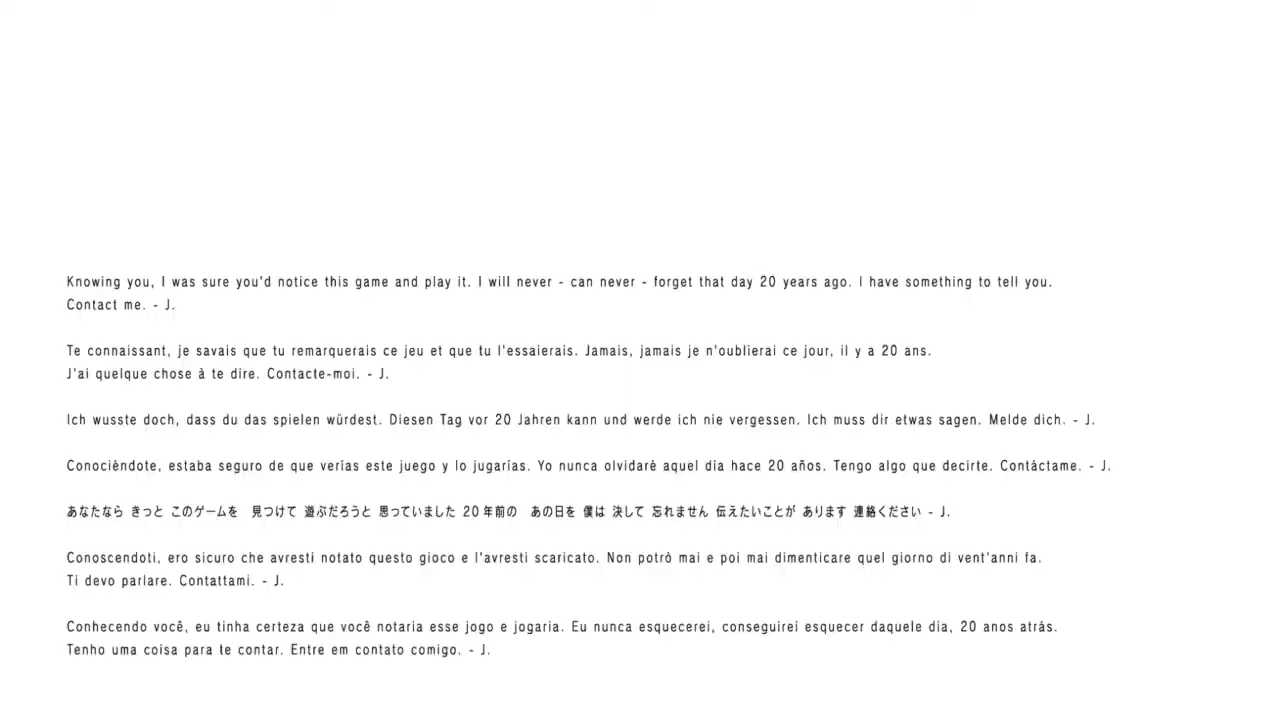 Knowing you, I was sure you'd notice this game and play it. I will never - can never - forget that day 20 years ago. I have something to tell you.
Contact me. - J.
Te connaissant, je savais que tu remarquerais ce jeu et que tu l'essaierais. Jamais, jamais je n'oublierai ce jour, il y a 20 ans.
J'ai quelque chose à te dire. Contacte-moi. - J.
Ich wusste doch, dass du das spielen würdest. Diesen Tag vor 20 Jahren kann und werde ich nie vergessen. Ich muss dir etwas sagen. Melde dich. - J.
Conociéndote, estaba seguro de que verías este juego y lo jugarías. Yo nunca olvidaré aquel día hace 20 años. Tengo algo que decirte. Contáctame. - J.
あなたなら きっと このゲームを　見つけて 遊ぶだろうと 思っていました 20年前の　あの日を 僕は 決して 忘れません 伝えたいことが あります 連絡ください - J.
Conoscendoti, ero sicuro che avresti notato questo gioco e l'avresti scaricato. Non potrò mai e poi mai dimenticare quel giorno di vent'anni fa.
Ti devo parlare. Contattami. - J.
Conhecendo você, eu tinha certeza que você notaria esse jogo e jogaria. Eu nunca esquecerei, conseguirei esquecer daquele dia, 20 anos atrás.
Tenho uma coisa para te contar. Entre em contato comigo. - J.